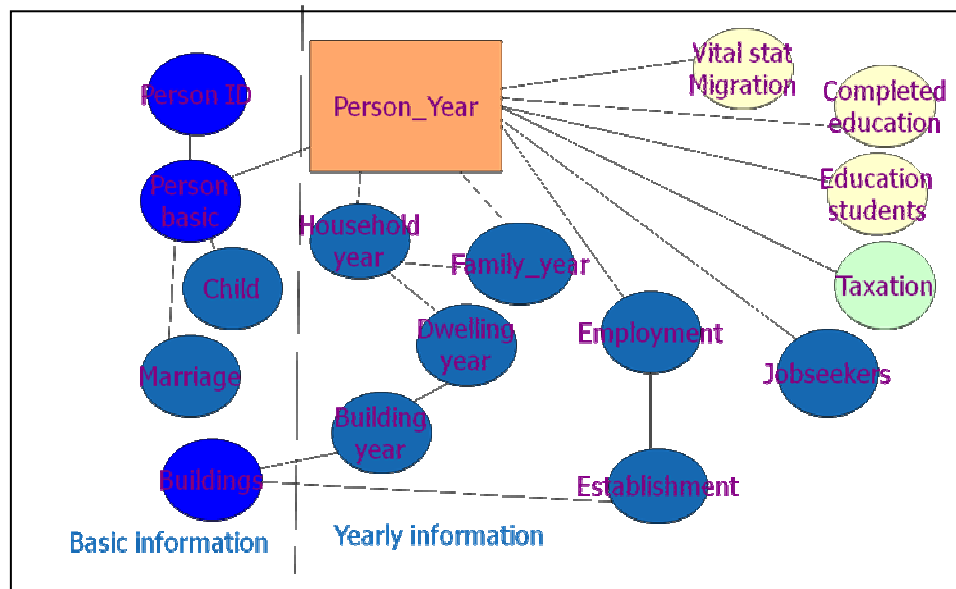 Person ID
Person
basic
Child
Marriage
Buildings
Basic information
Person_Year
Household
year
Family_year
Dwelling
year
Building
year
Employment
Establishment
Yearly information
Vital stat
Migration
Completed
education
Education
students
Taxation
Jobseekers